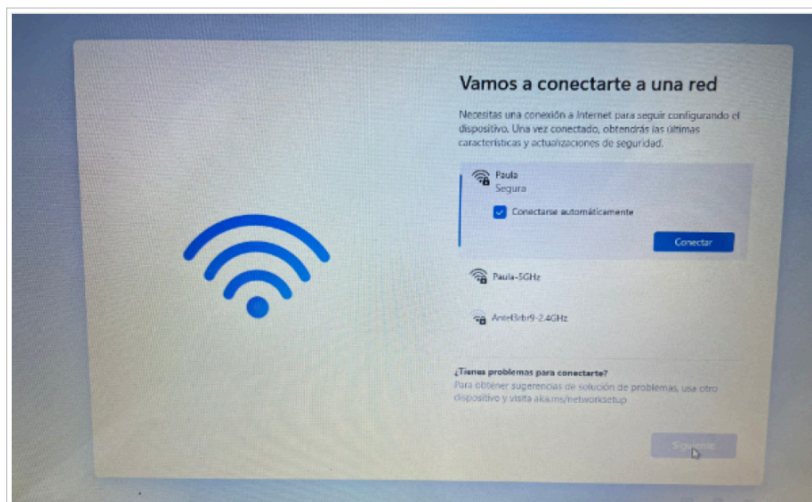 Vamos a conectarte a una red
Necesitas una conexión a Internet para seguir configurando el
dispositivo. Una vez conectado, obtendrás las últimas
características y actualizaciones de seguridad.
Paula
Segura
Conectarse automáticamente
Conectar
Paula-5GHz
-2.4GHz
¿Tienes problemas para conectarte?
Para obtener sugerencias de solución de problemas, usa otro
dispositivo y visita aka.ms/networksetup
Siguiente